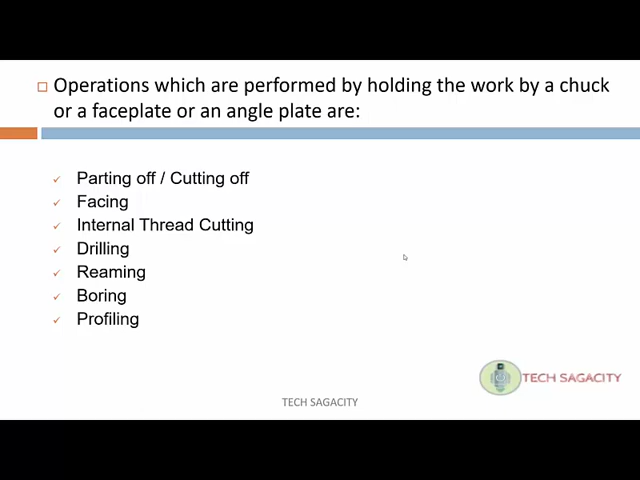 Operations which are performed by holding the work by a chuck
or a faceplate or an angle plate are:
Parting off / Cutting off
Facing
Internal Thread Cutting
Drilling
Reaming
Boring
Profiling
TECH SAGACITY
TECH SAGACITY